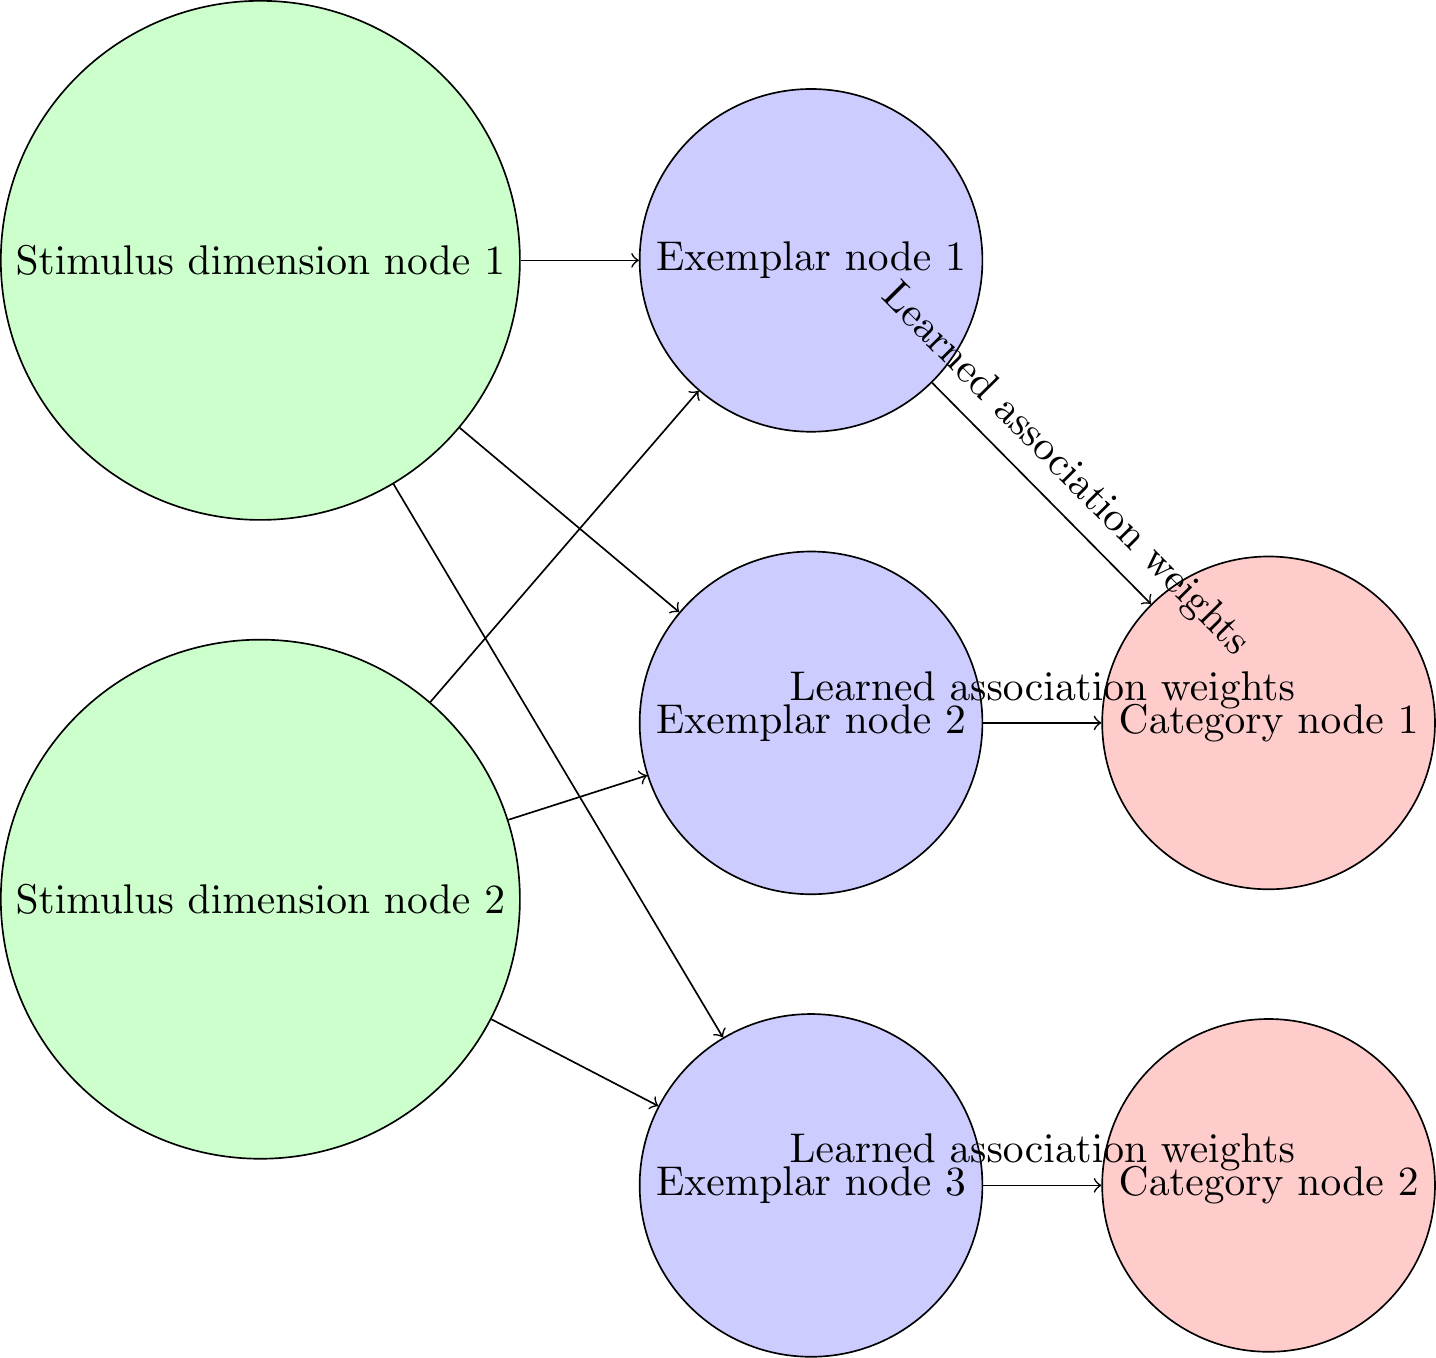 Stimulus dimension node 1
Exemplar node 1
Learned association weights
Learned association weights
Exemplar node 2
Category node 1
Stimulus dimension node 2
Learned association weights
Exemplar node 3
Category node 2